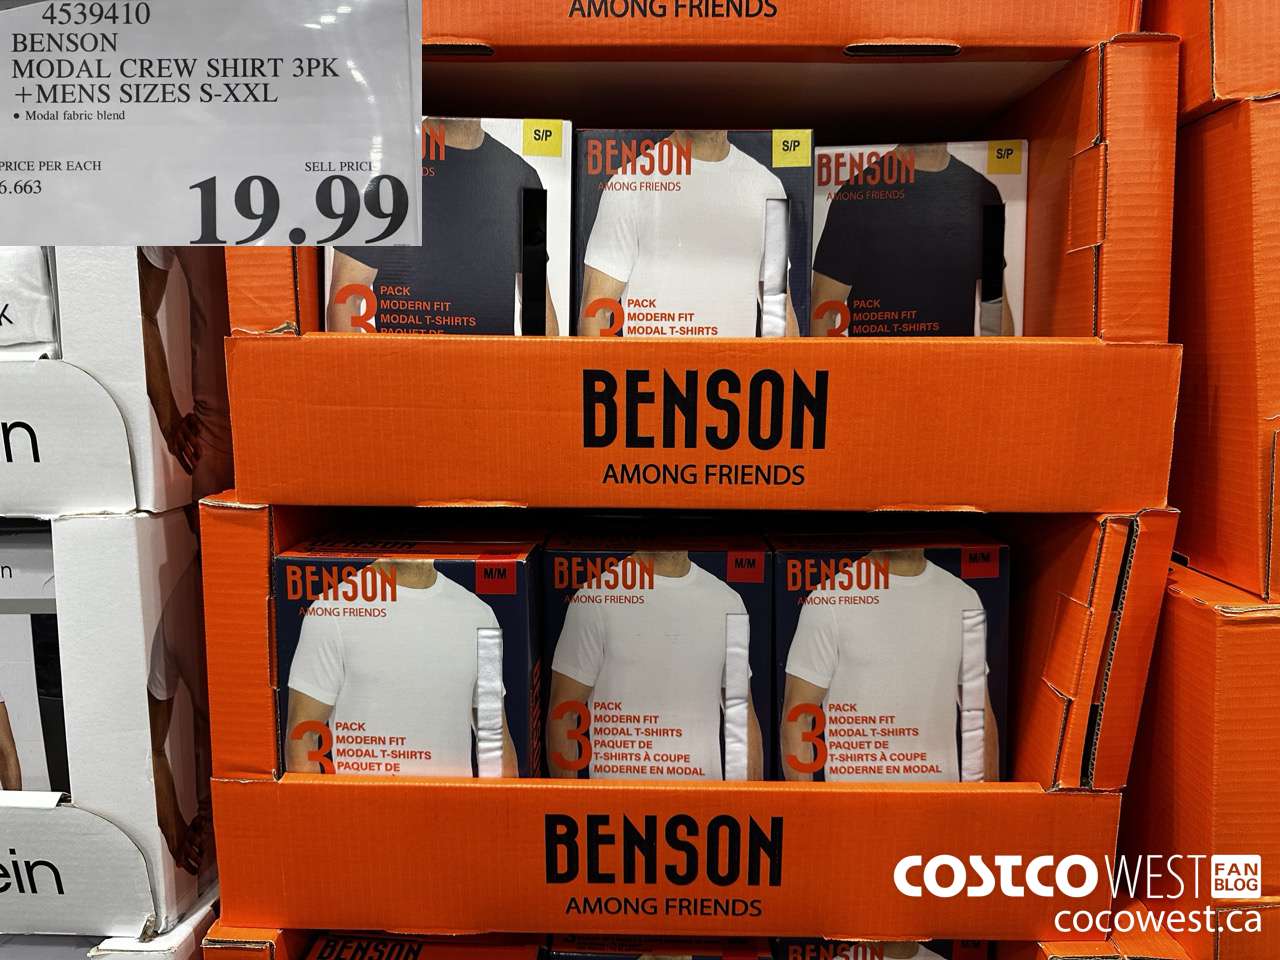 4539410
BENSON
MODAL CREW SHIRT 3PK
+MENS SIZES S-XXL
• Modal fabric blend
PRICE PER EACH
SELL PRICE
6.663
19.99
AMONG FRIENDS
S/P
3
PACK
MODERN FIT
MODAL T-SHIRTS
PAQUET DE
BENSON
AMONG FRIENDS
S/P
3
PACK
MODERN FIT
MODAL T-SHIRTS
BENSON
AMONG FRIENDS
S/P
3
PACK
MODERN FIT
MODAL T-SHIRTS
BENSON
AMONG FRIENDS
BENSON
AMONG FRIENDS
M/M
3
PACK
MODERN FIT
MODAL T-SHIRTS
PAQUET DE
BENSON
AMONG FRIENDS
M/M
3
PACK
MODERN FIT
MODAL T-SHIRTS
PAQUET DE
T-SHIRTS À COUPE
MODERNE EN MODAL
BENSON
AMONG FRIENDS
M/M
3
PACK
MODERN FIT
MODAL T-SHIRTS
PAQUET DE
T-SHIRTS À COUPE
MODERNE EN MODAL
BENSON
AMONG FRIENDS
BENSON
BENSON
n
n
ein
COSTCO WEST FAN BLOG
cocowest.ca